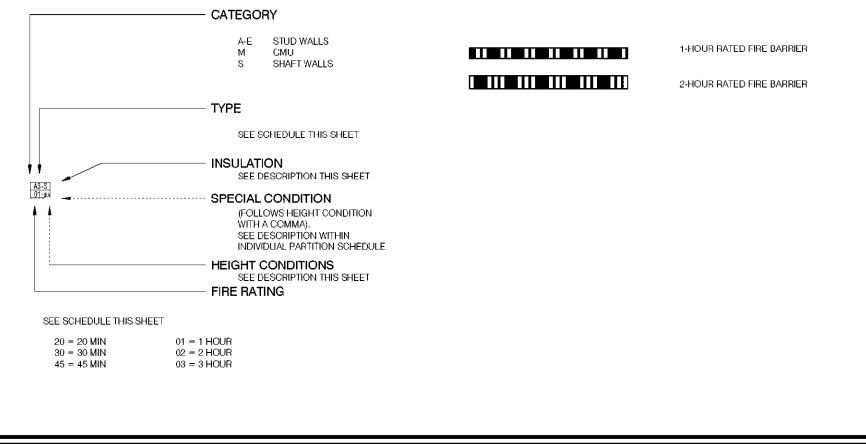 CATEGORY
A-E STUD WALLS
M CMU
S SHAFT WALLS
1-HOUR RATED FIRE BARRIER
2-HOUR RATED FIRE BARRIER
TYPE
SEE SCHEDULE THIS SHEET
INSULATION
SEE DESCRIPTION THIS SHEET
A3-S
SPECIAL CONDITION
(FOLLOWS HEIGHT CONDITION
WITH A COMMA).
SEE DESCRIPTION WITHIN
INDIVIDUAL PARTITION SCHEDULE
HEIGHT CONDITIONS
SEE DESCRIPTION THIS SHEET
FIRE RATING
SEE SCHEDULE THIS SHEET
20 = 20 MIN 01 = 1 HOUR
30 = 30 MIN 02 = 2 HOUR
45 = 45 MIN 03 = 3 HOUR